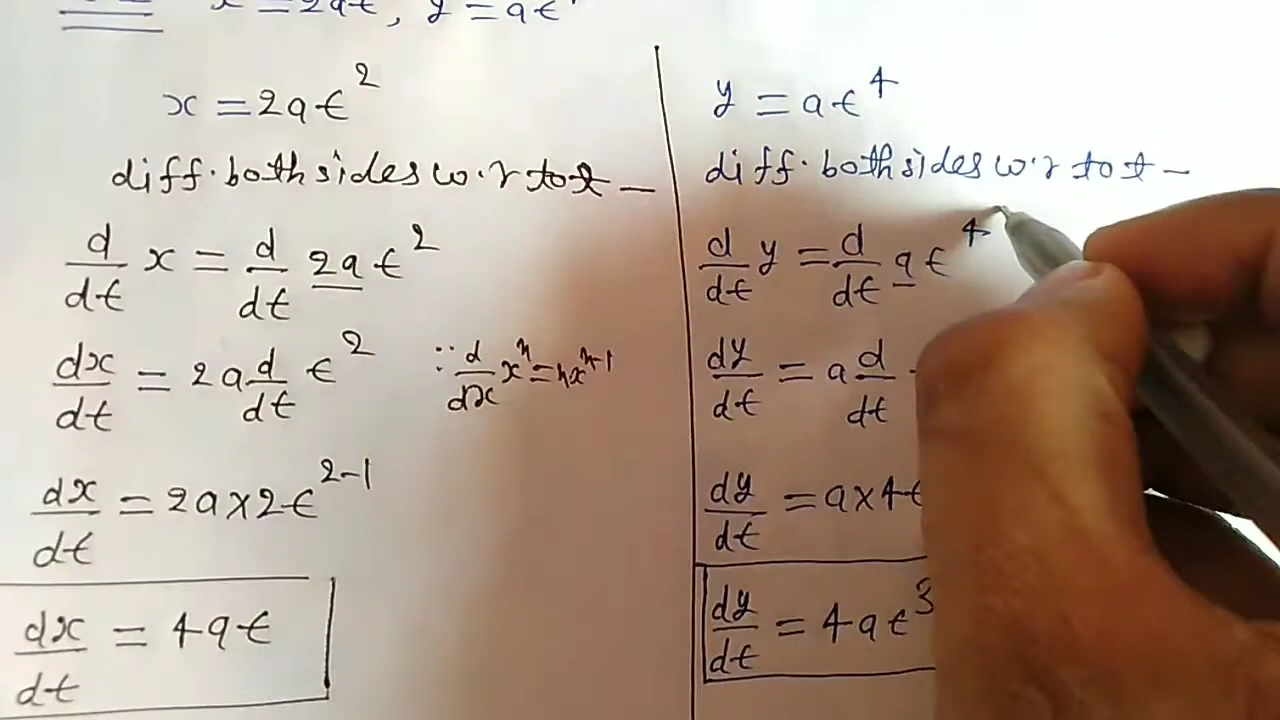 x = 2at², y = at⁴
x = 2at²
diff. both sides w.r to t —
d/dt x = d/dt 2at²
dx/dt = 2a d/dt t² ∵ d/dx xⁿ = nxⁿ⁻¹
dx/dt = 2a×2t²⁻¹
dx/dt = 4at
y = at⁴
diff. both sides w.r to t —
d/dt y = d/dt at⁴
dy/dt = a d/dt
dy/dt = a×4t
dy/dt = 4at³